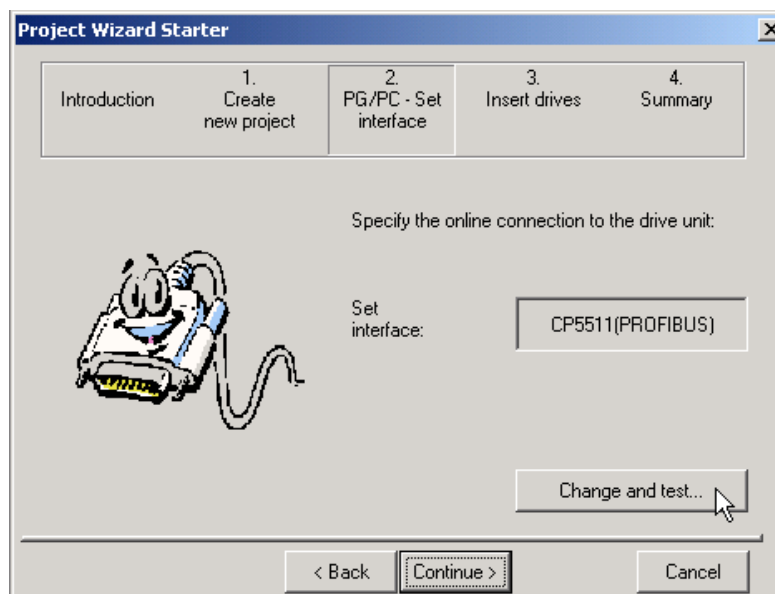 Project Wizard Starter
Introduction
1.
Create
new project
2.
PG/PC - Set
interface
3.
Insert drives
4.
Summary
Specify the online connection to the drive unit:
Set
interface:
CP5511(PROFIBUS)
Change and test...
< Back
Continue >
Cancel